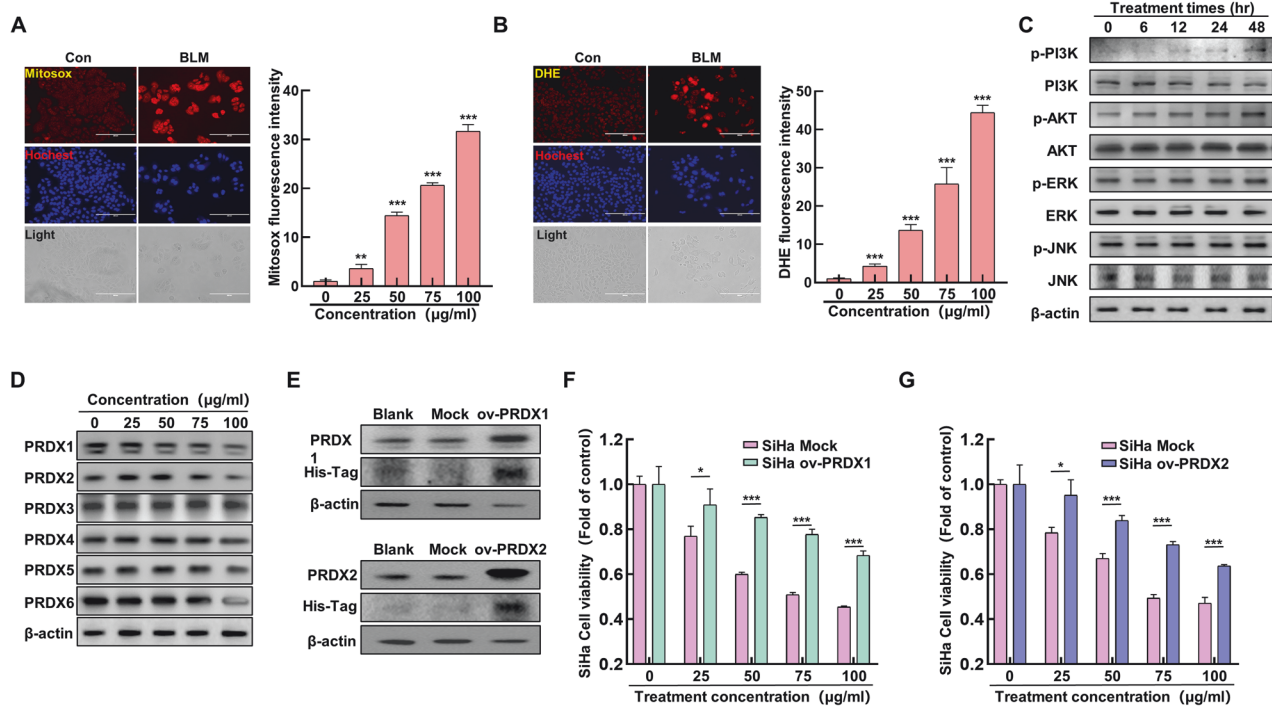 A
Con
BLM
Mitosox
Hochest
Light
Mitosox fluorescence intensity
40
30
20
10
0
**
***
***
***
0 25 50 75 100
Concentration (μg/ml)
B
Con
BLM
DHE
Hochest
Light
DHE fluorescence intensity
50
40
30
20
10
0
***
***
***
***
0 25 50 75 100
Concentration (μg/ml)
C
Treatment times (hr)
0 6 12 24 48
p-PI3K
PI3K
p-AKT
AKT
p-ERK
ERK
p-JNK
JNK
β-actin
D
Concentration (μg/ml)
0 25 50 75 100
PRDX1
PRDX2
PRDX3
PRDX4
PRDX5
PRDX6
β-actin
E
Blank Mock ov-PRDX1
PRDX
1
His-Tag
β-actin
Blank Mock ov-PRDX2
PRDX2
His-Tag
β-actin
F
SiHa Cell viability (Fold of control)
1.2
1.0
0.8
0.6
0.4
0.2
SiHa Mock
SiHa ov-PRDX1
*
***
***
***
0 25 50 75 100
Treatment concentration (μg/ml)
G
SiHa Cell viability (Fold of control)
1.2
1.0
0.8
0.6
0.4
0.2
SiHa Mock
SiHa ov-PRDX2
*
***
***
***
0 25 50 75 100
Treatment concentration (μg/ml)